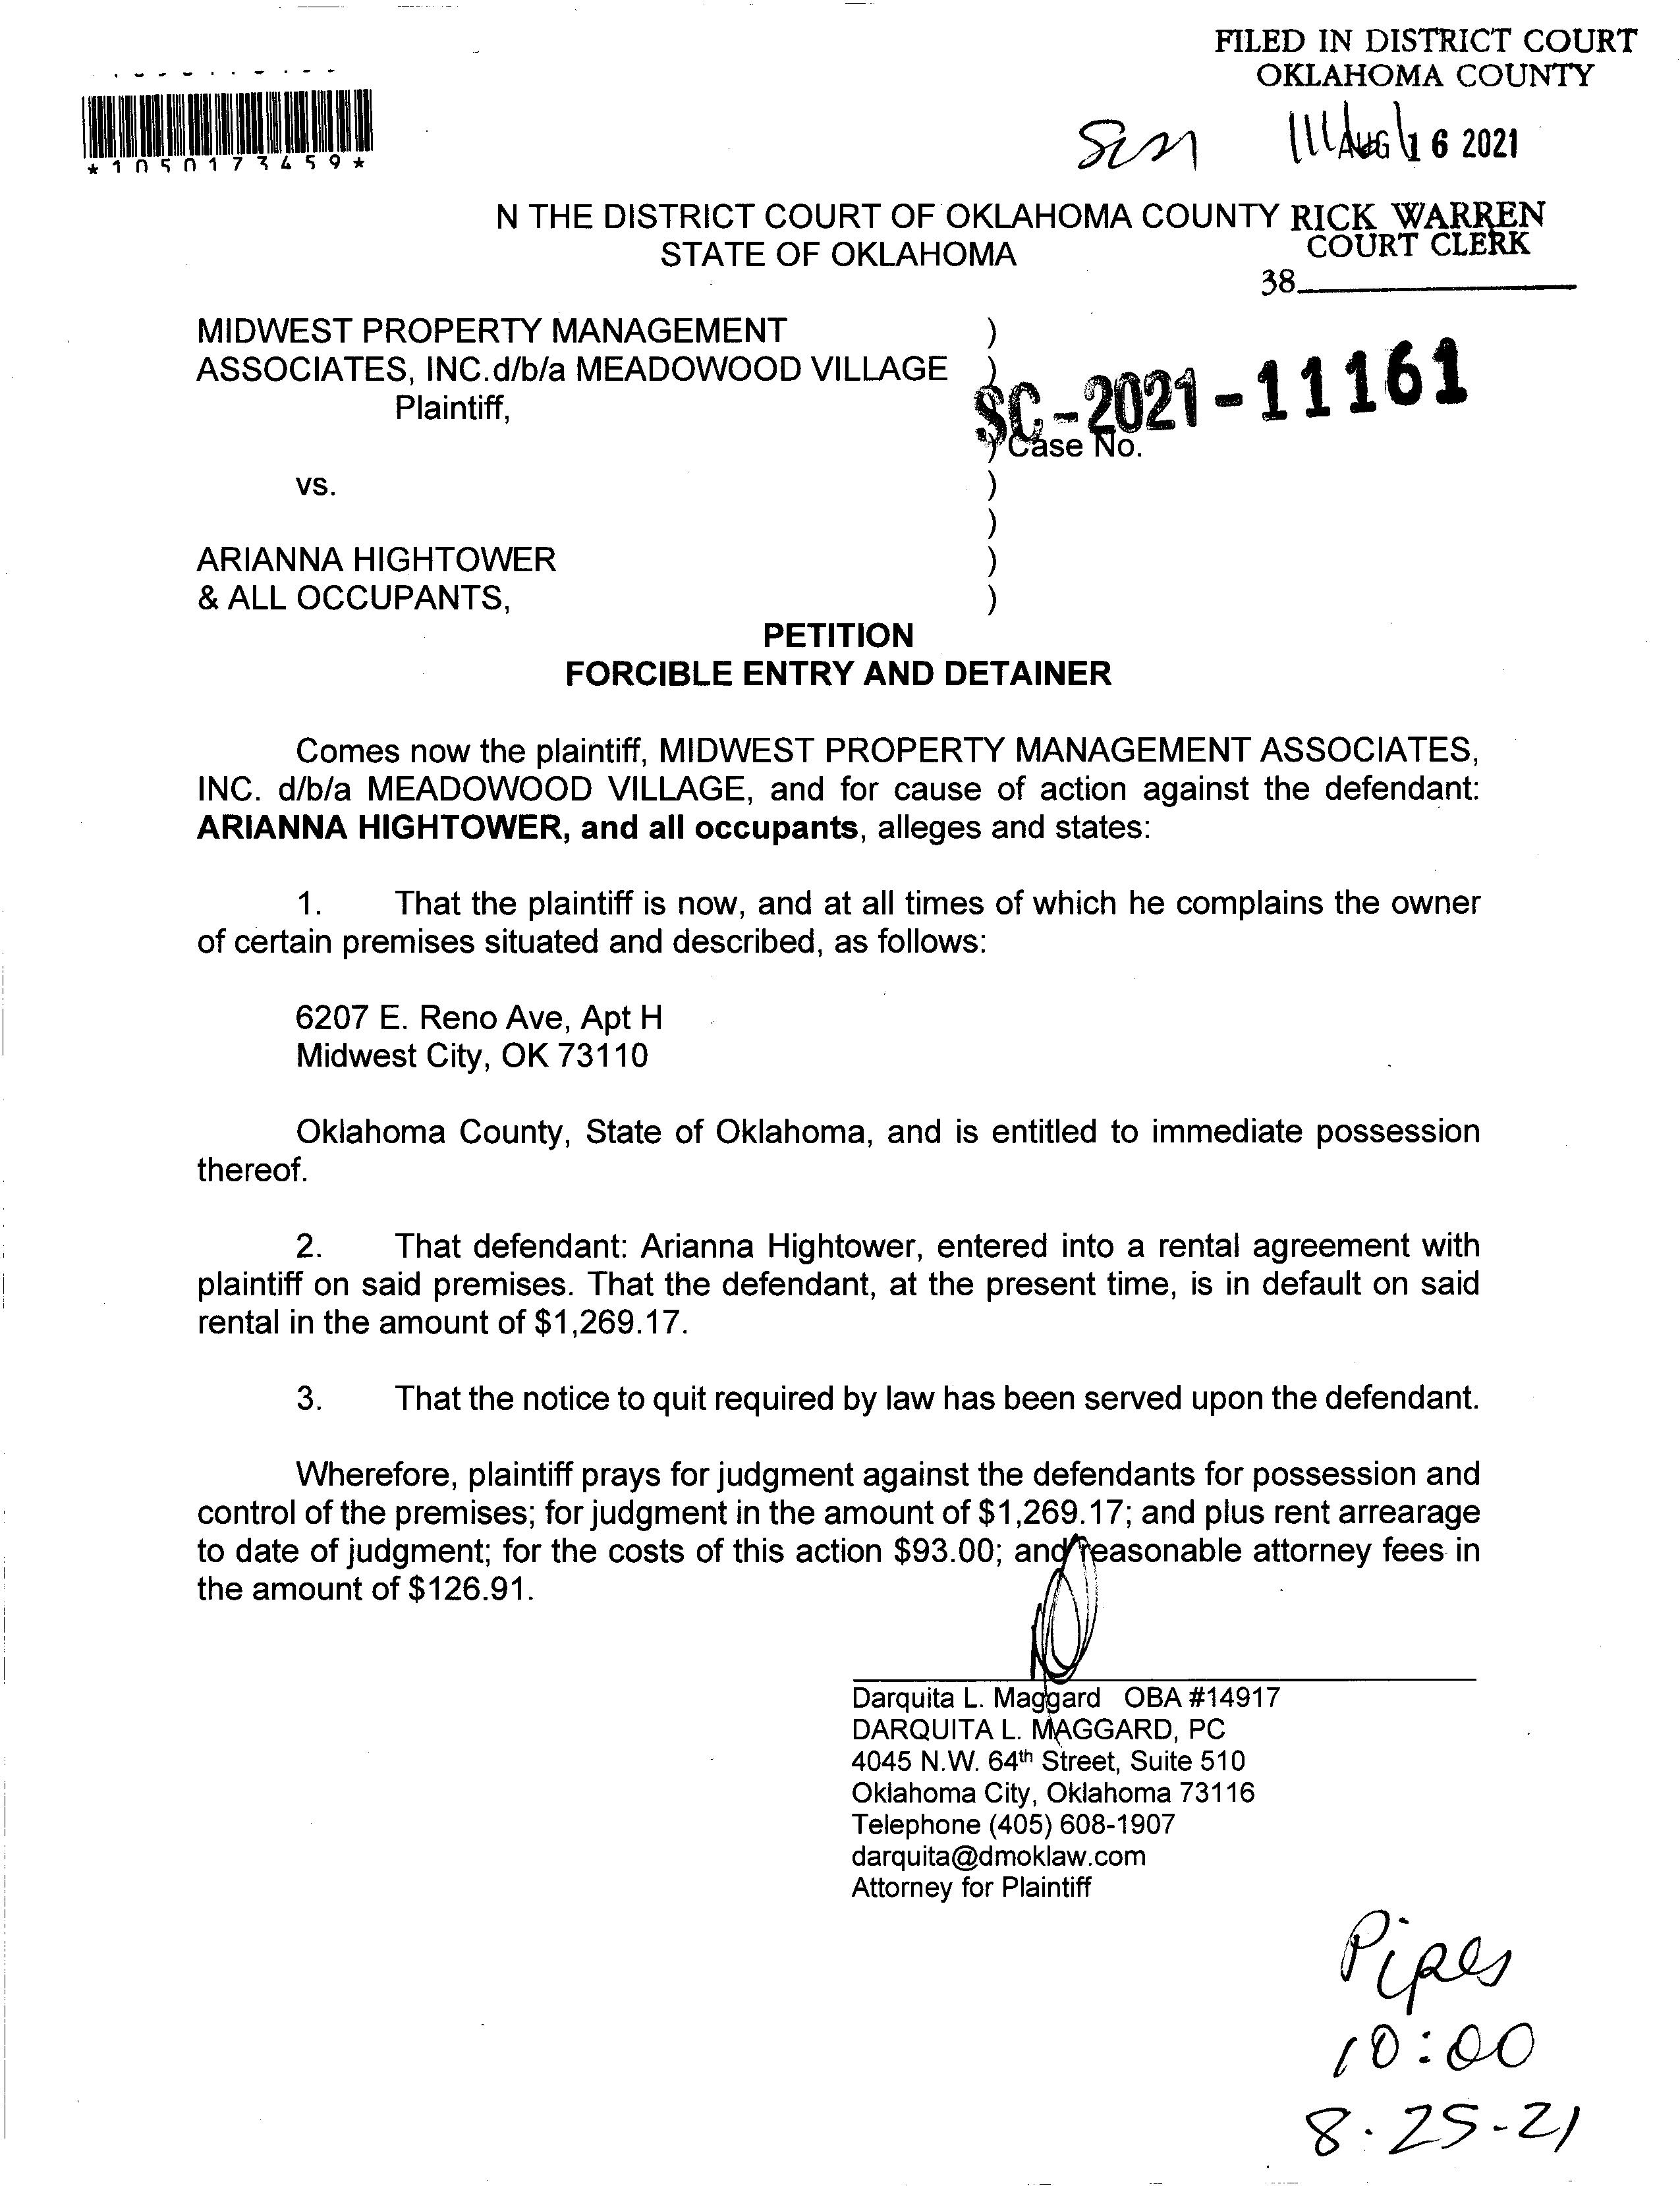 FILED IN DISTRICT COURT
OKLAHOMA COUNTY
AUG 16 2021
*1050173459*
N THE DISTRICT COURT OF OKLAHOMA COUNTY RICK WARREN
STATE OF OKLAHOMA COURT CLERK
38
MIDWEST PROPERTY MANAGEMENT )
ASSOCIATES, INC.d/b/a MEADOWOOD VILLAGE )
Plaintiff, SC-2021-11161
) Case No.
vs. )
)
ARIANNA HIGHTOWER )
& ALL OCCUPANTS, )
PETITION
FORCIBLE ENTRY AND DETAINER
Comes now the plaintiff, MIDWEST PROPERTY MANAGEMENT ASSOCIATES,
INC. d/b/a MEADOWOOD VILLAGE, and for cause of action against the defendant:
ARIANNA HIGHTOWER, and all occupants, alleges and states:
1. That the plaintiff is now, and at all times of which he complains the owner
of certain premises situated and described, as follows:
6207 E. Reno Ave, Apt H
Midwest City, OK 73110
Oklahoma County, State of Oklahoma, and is entitled to immediate possession
thereof.
2. That defendant: Arianna Hightower, entered into a rental agreement with
plaintiff on said premises. That the defendant, at the present time, is in default on said
rental in the amount of $1,269.17.
3. That the notice to quit required by law has been served upon the defendant.
Wherefore, plaintiff prays for judgment against the defendants for possession and
control of the premises; for judgment in the amount of $1,269.17; and plus rent arrearage
to date of judgment; for the costs of this action $93.00; and reasonable attorney fees in
the amount of $126.91.
Darquita L. Maggard OBA #14917
DARQUITA L. MAGGARD, PC
4045 N.W. 64th Street, Suite 510
Oklahoma City, Oklahoma 73116
Telephone (405) 608-1907
darquita@dmoklaw.com
Attorney for Plaintiff
Pipes
10:00
8-25-21